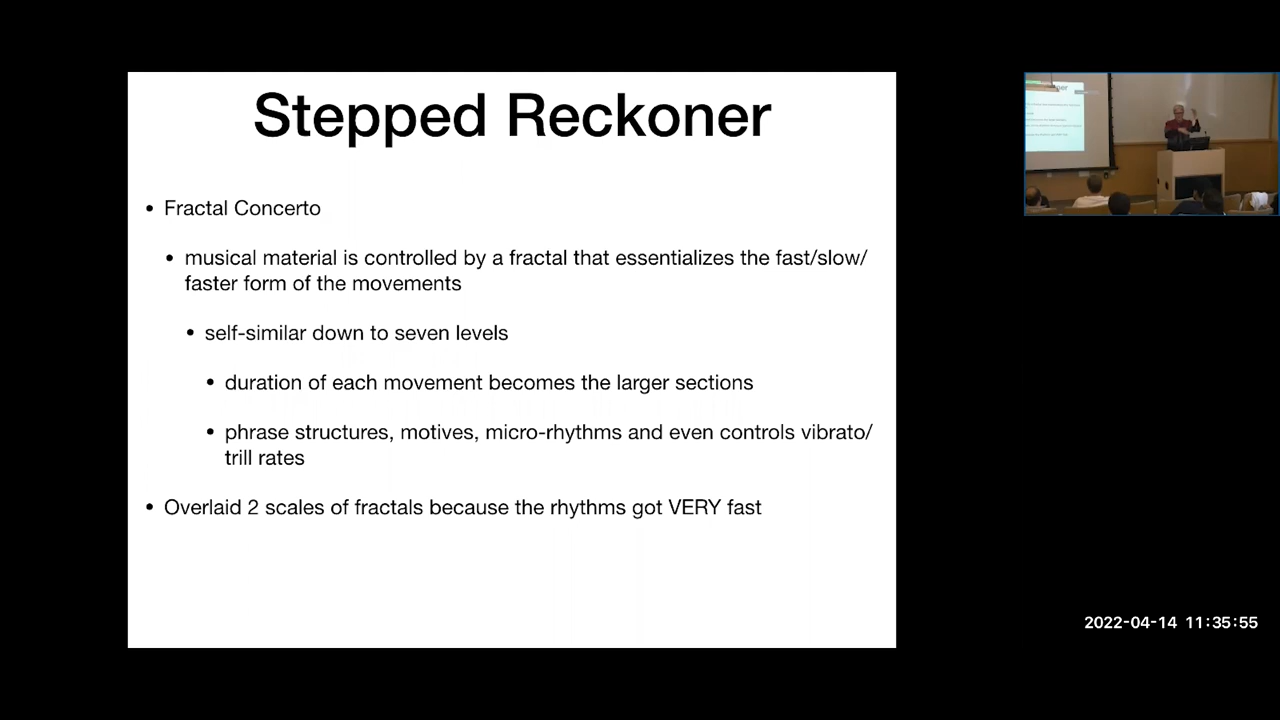 Stepped Reckoner
• Fractal Concerto
• musical material is controlled by a fractal that essentializes the fast/slow/
faster form of the movements
• self-similar down to seven levels
• duration of each movement becomes the larger sections
• phrase structures, motives, micro-rhythms and even controls vibrato/
trill rates
• Overlaid 2 scales of fractals because the rhythms got VERY fast
2022-04-14 11:35:55